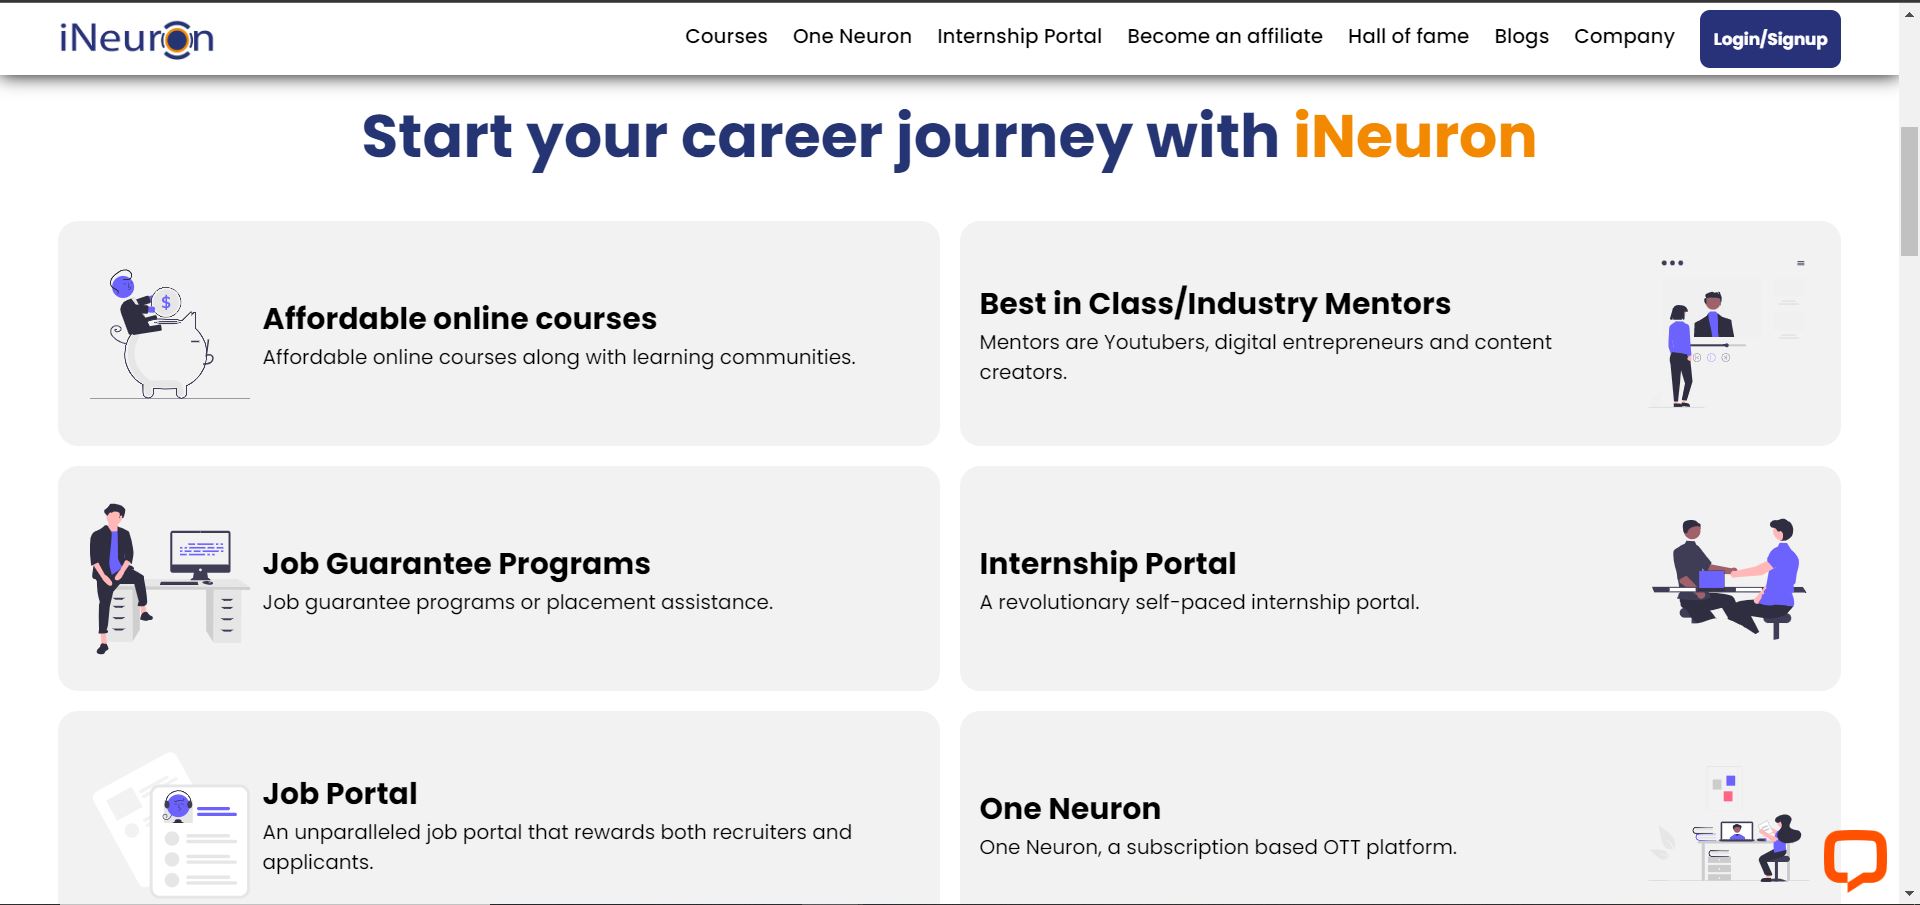 iNeuron
Courses One Neuron Internship Portal Become an affiliate Hall of fame Blogs Company Login/Signup
Start your career journey with iNeuron
$
Affordable online courses
Affordable online courses along with learning communities.
Best in Class/Industry Mentors
Mentors are Youtubers, digital entrepreneurs and content
creators.
Job Guarantee Programs
Job guarantee programs or placement assistance.
Internship Portal
A revolutionary self-paced internship portal.
Job Portal
An unparalleled job portal that rewards both recruiters and
applicants.
One Neuron
One Neuron, a subscription based OTT platform.